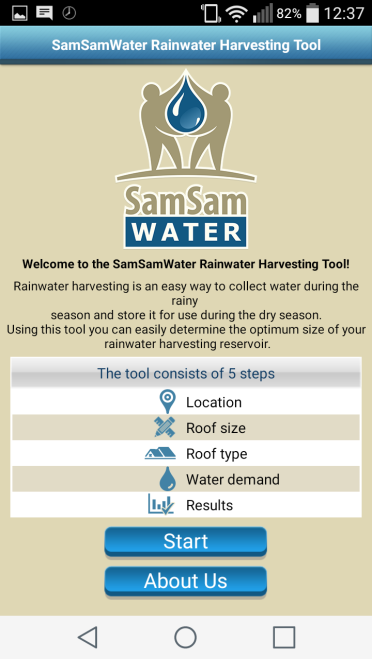 82% 12:37
SamSamWater Rainwater Harvesting Tool
SamSam
WATER
Welcome to the SamSamWater Rainwater Harvesting Tool!
Rainwater harvesting is an easy way to collect water during the
rainy
season and store it for use during the dry season.
Using this tool you can easily determine the optimum size of your
rainwater harvesting reservoir.
The tool consists of 5 steps
Location
Roof size
Roof type
Water demand
Results
Start
About Us